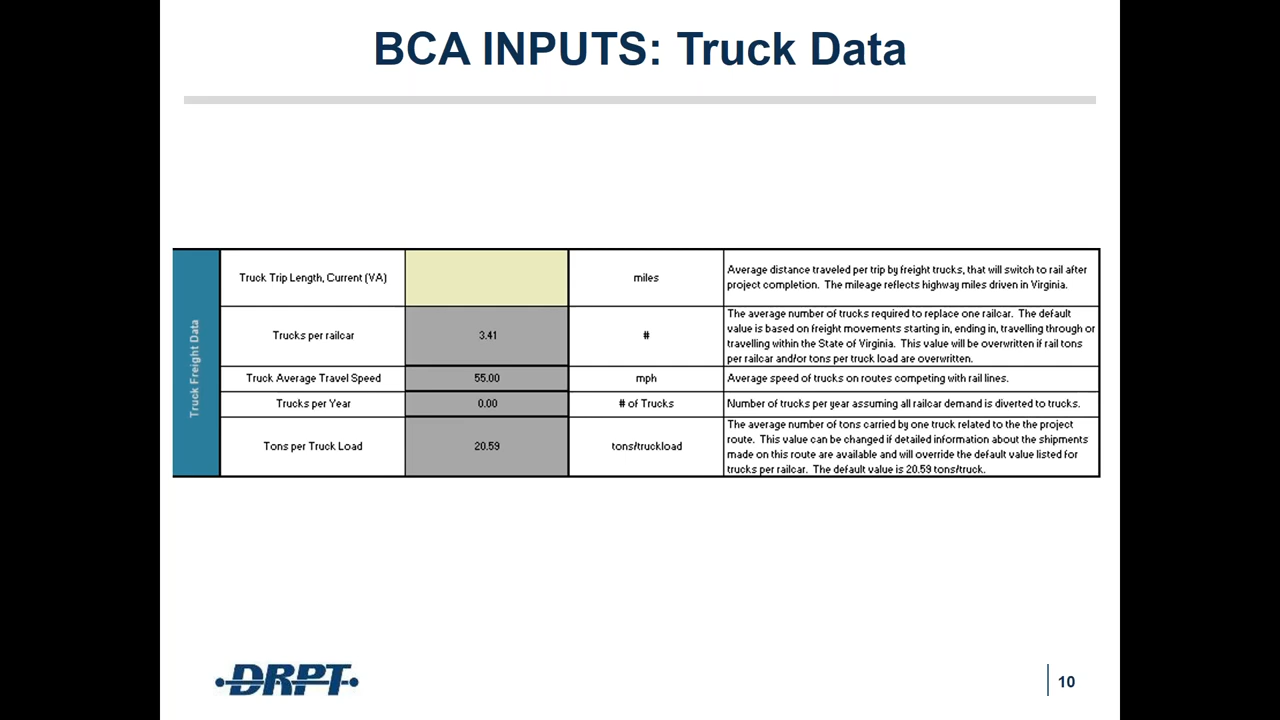 BCA INPUTS: Truck Data
Truck Freight Data
Truck Trip Length, Current (VA)
miles
Average distance traveled per trip by freight trucks, that will switch to rail after
project completion. The mileage reflects highway miles driven in Virginia.
Trucks per railcar
3.41
#
The average number of trucks required to replace one railcar. The default
value is based on freight movements starting in, ending in, travelling through or
travelling within the State of Virginia. This value will be overwritten if rail tons
per railcar and/or tons per truck load are overwritten.
Truck Average Travel Speed
55.00
mph
Average speed of trucks on routes competing with rail lines.
Trucks per Year
0.00
# of Trucks
Number of trucks per year assuming all railcar demand is diverted to trucks.
Tons per Truck Load
20.59
tons/truckload
The average number of tons carried by one truck related to the the project
route. This value can be changed if detailed information about the shipments
made on this route are available and will override the default value listed for
trucks per railcar. The default value is 20.59 tons/truck.
DRPT
10